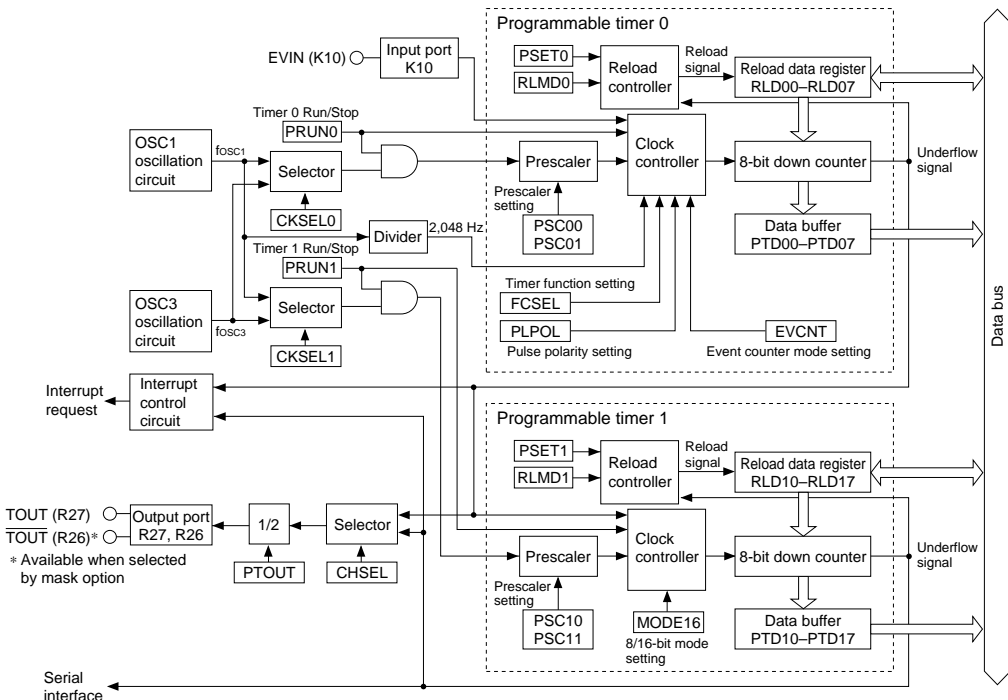 Programmable timer 0
EVIN (K10)
Input port
K10
PSET0
RLMD0
Reload
controller
Reload
signal
Reload data register
RLD00–RLD07
Timer 0 Run/Stop
PRUN0
OSC1
oscillation
circuit
fOSC1
Selector
CKSEL0
Prescaler
Prescaler
setting
PSC00
PSC01
Clock
controller
8-bit down counter
Underflow
signal
Data buffer
PTD00–PTD07
Divider
2,048 Hz
Timer 1 Run/Stop
PRUN1
OSC3
oscillation
circuit
fOSC3
Selector
CKSEL1
Timer function setting
FCSEL
PLPOL
Pulse polarity setting
EVCNT
Event counter mode setting
Data bus
Interrupt
request
Interrupt
control
circuit
Programmable timer 1
PSET1
RLMD1
Reload
controller
Reload
signal
Reload data register
RLD10–RLD17
TOUT (R27)
TOUT (R26)*
* Available when selected
by mask option
Output port
R27, R26
1/2
PTOUT
Selector
CHSEL
Prescaler
Prescaler
setting
PSC10
PSC11
Clock
controller
MODE16
8/16-bit mode
setting
8-bit down counter
Underflow
signal
Data buffer
PTD10–PTD17
Serial
interface